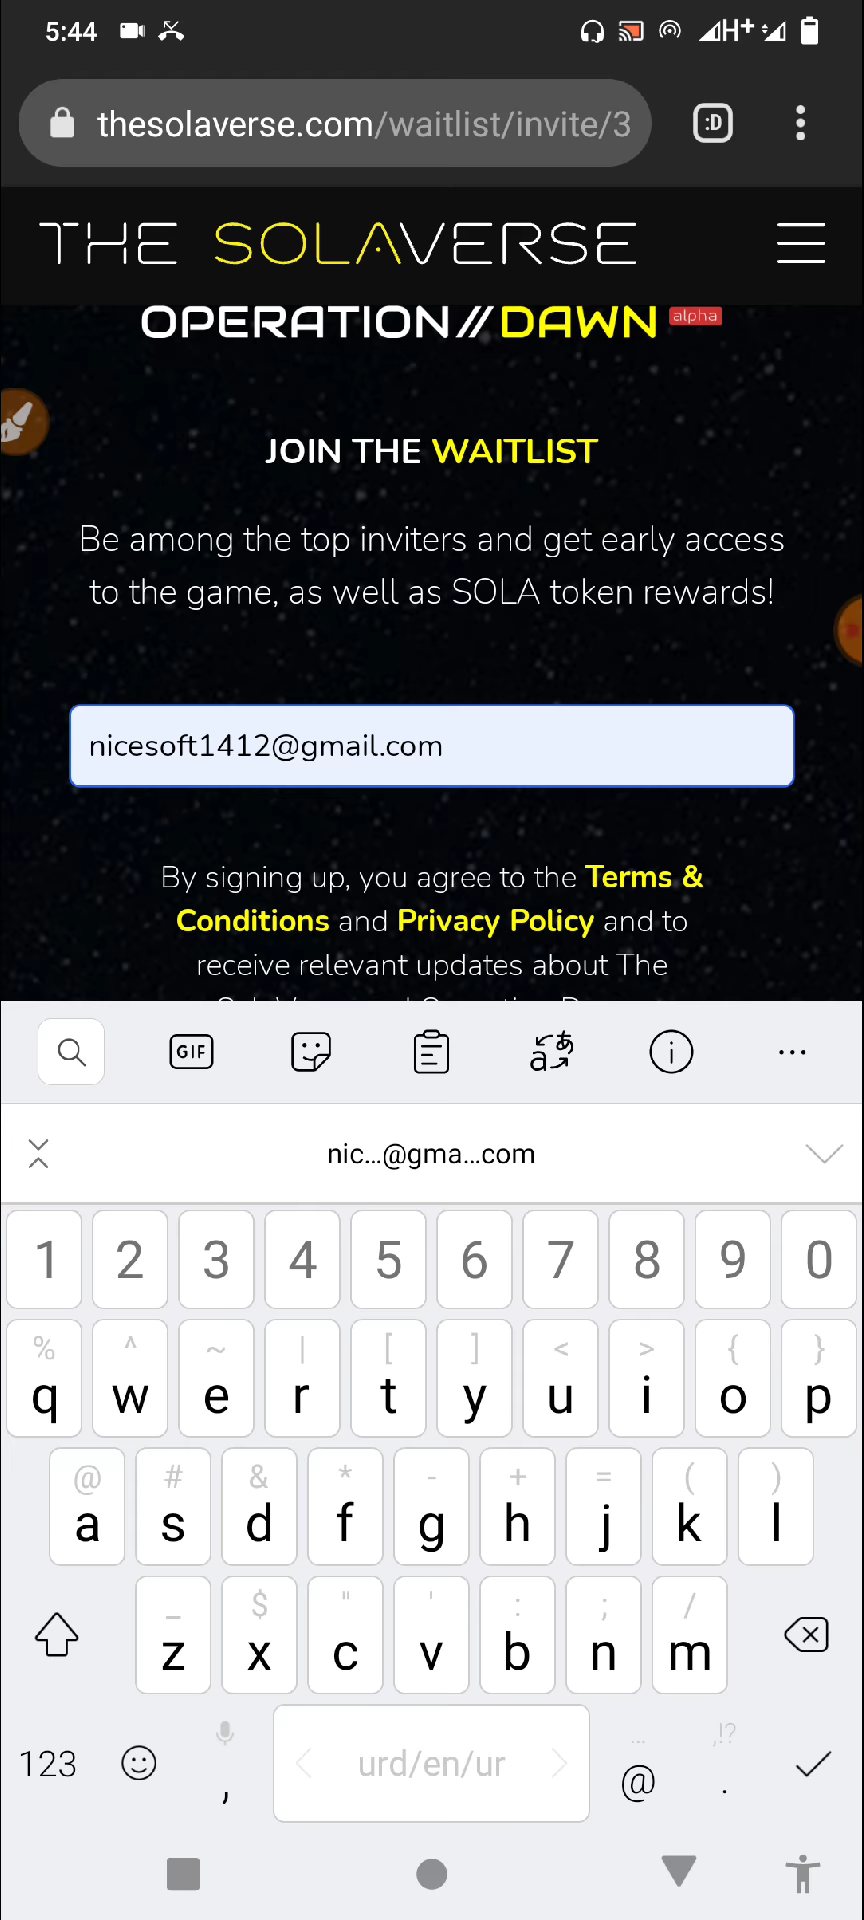 5:44
H+
thesolaverse.com/waitlist/invite/3
:D
THE SOLAVERSE
OPERATION//DAWN alpha
JOIN THE WAITLIST
Be among the top inviters and get early access
to the game, as well as SOLA token rewards!
nicesoft1412@gmail.com
By signing up, you agree to the Terms &
Conditions and Privacy Policy and to
receive relevant updates about The
GIF
nic...@gma...com
1 2 3 4 5 6 7 8 9 0
% ^ ~ | [ ] < > { }
q w e r t y u i o p
@ # & * - + = ( )
a s d f g h j k l
_ $ " ' : ; /
z x c v b n m
... ,!?
123 , urd/en/ur @ .